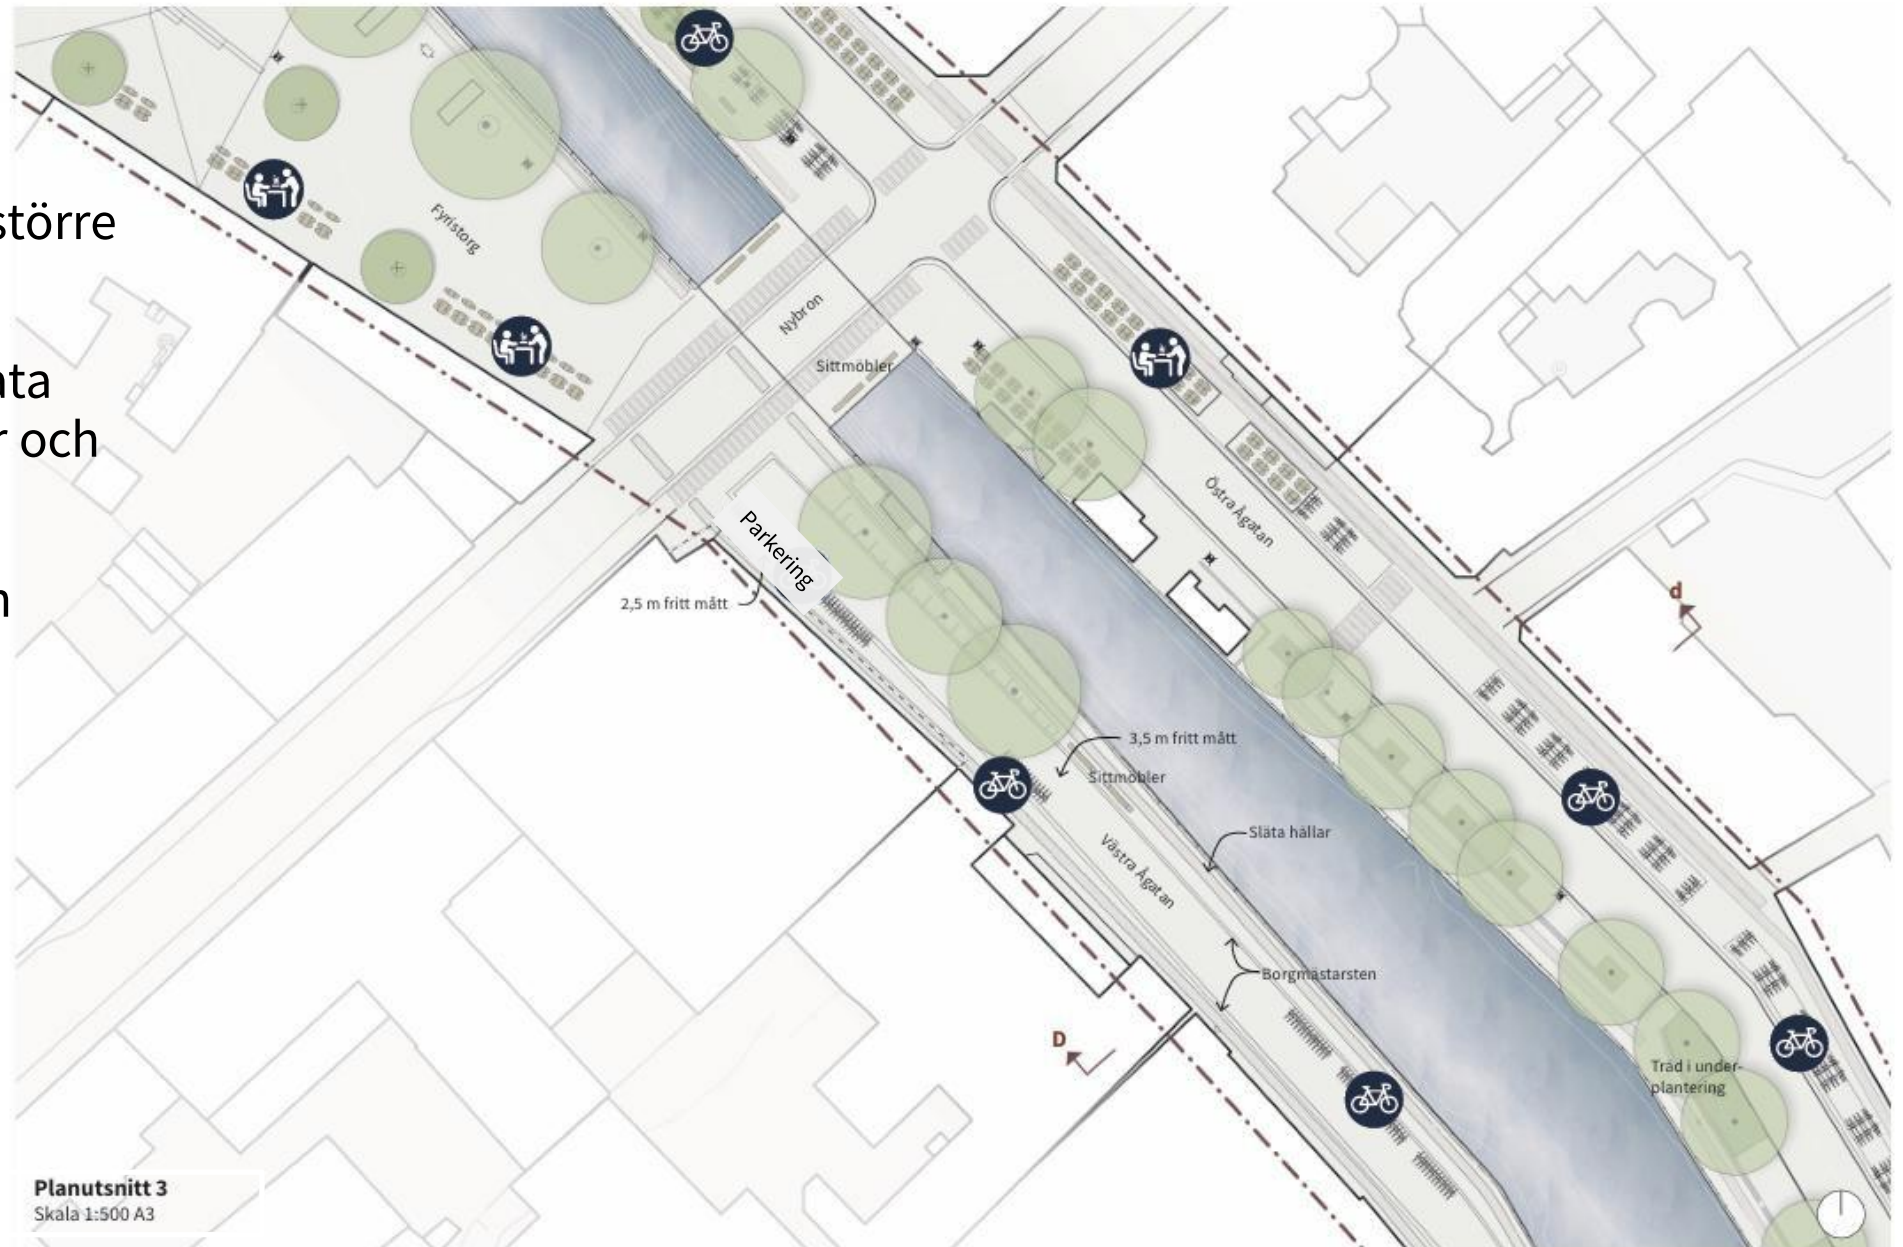 större
ata
r och
n
Fyristorg
Nybron
Sittmöbler
Östra Ågatan
Parkering
2,5 m fritt mått
3,5 m fritt mått
Sittmöbler
Släta hällar
Västra Ågatan
Borgmästarsten
d
D
Träd i under-
plantering
Planutsnitt 3
Skala 1:500 A3